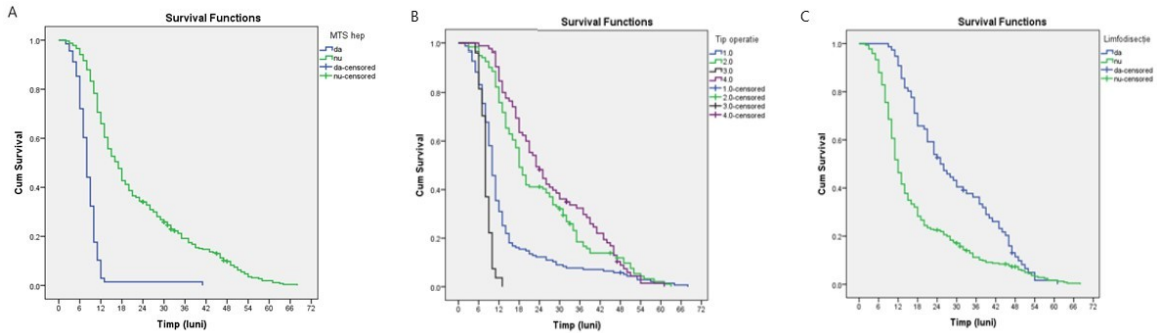 A
Survival Functions
MTS hep
da
nu
da-censored
nu-censored
Cum Survival
1.0
0.8
0.6
0.4
0.2
0.0
0 6 12 18 24 30 36 42 48 54 60 66 72
Timp (luni)
B
Survival Functions
Tip operatie
1.0
2.0
3.0
4.0
1.0-censored
2.0-censored
3.0-censored
4.0-censored
Cum Survival
1.0
0.8
0.6
0.4
0.2
0.0
0 6 12 18 24 30 36 42 48 54 60 66 72
Timp (luni)
C
Survival Functions
Limfodisecție
da
nu
da-censored
nu-censored
Cum Survival
1.0
0.8
0.6
0.4
0.2
0.0
0 6 12 18 24 30 36 42 48 54 60 66 72
Timp (luni)